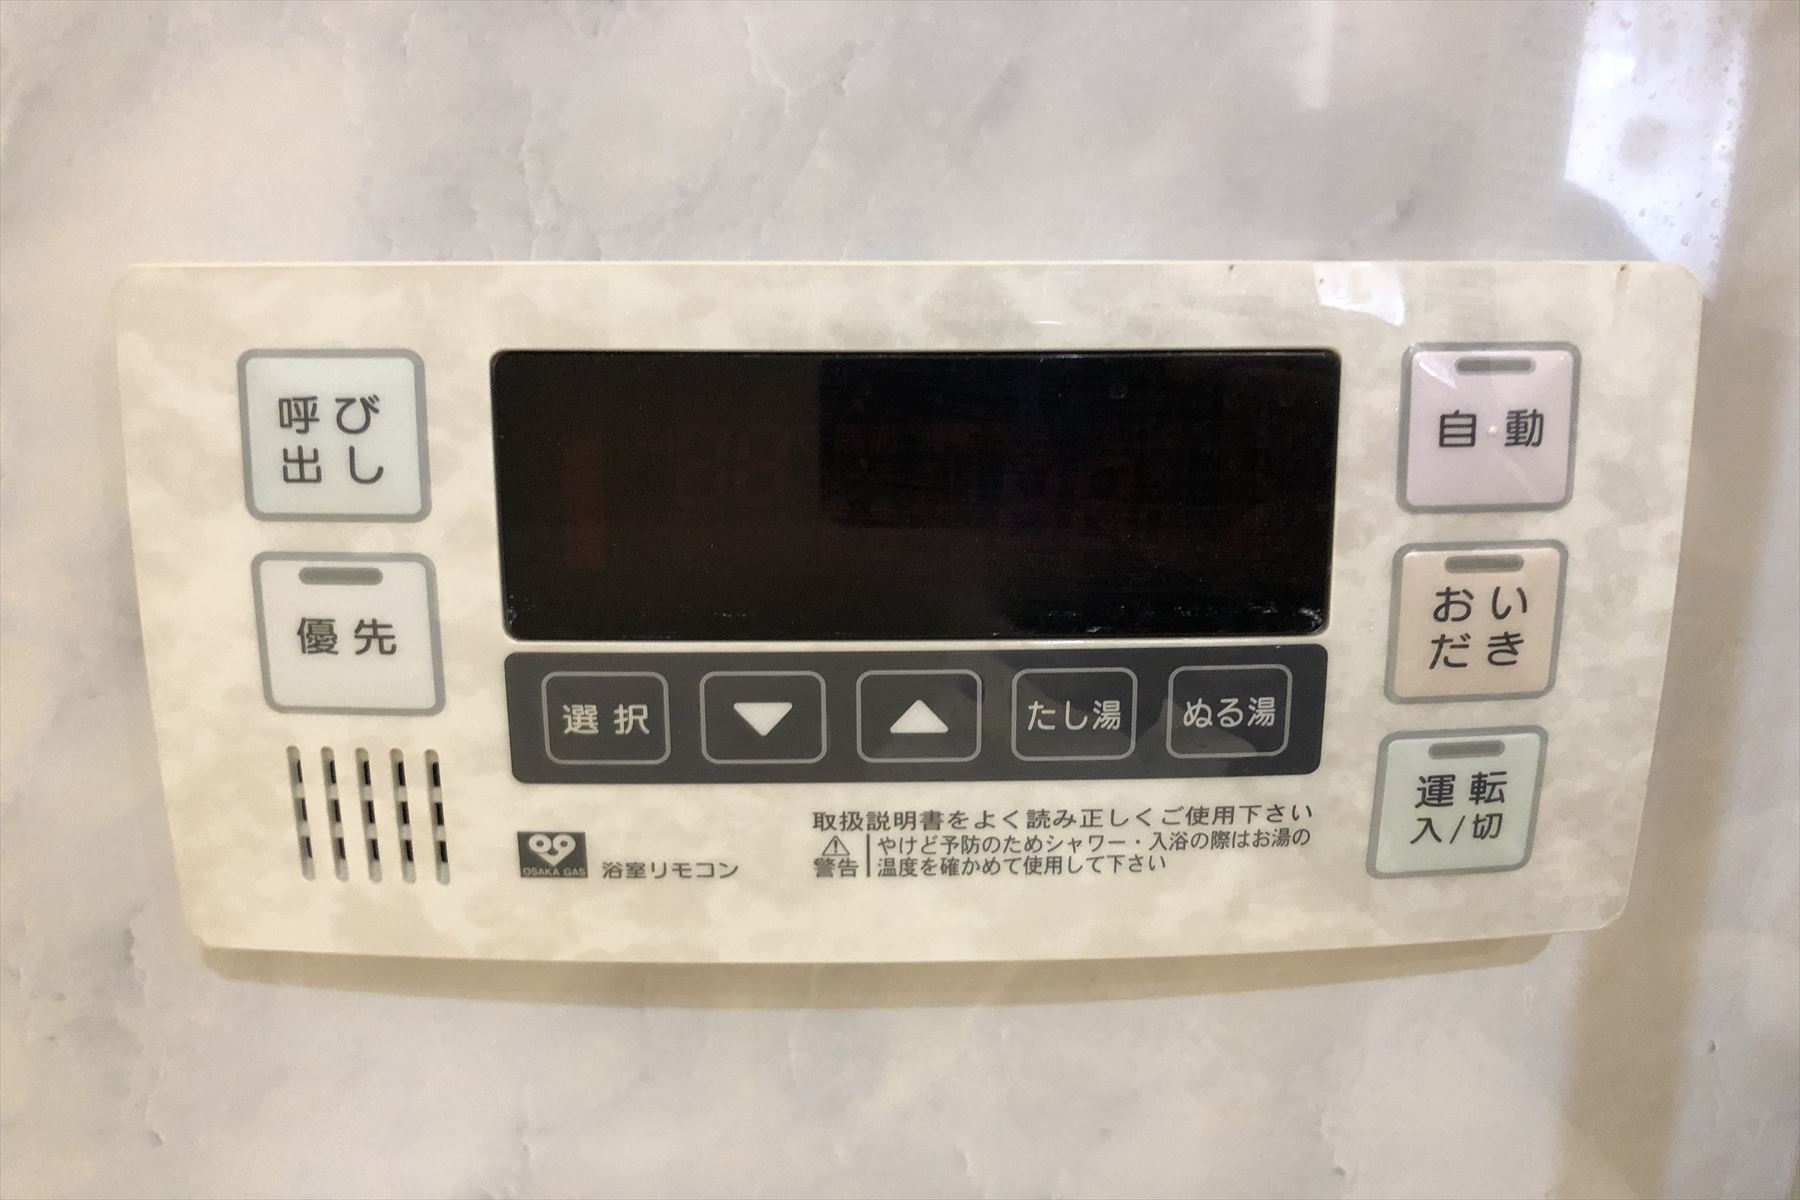 呼び
出し
優先
選択
▼
▲
たし湯
ぬる湯
自動
おい
だき
運転
入/切
OSAKA GAS
浴室リモコン
取扱説明書をよく読み正しくご使用下さい
⚠警告
やけど予防のためシャワー・入浴の際はお湯の
温度を確かめて使用して下さい